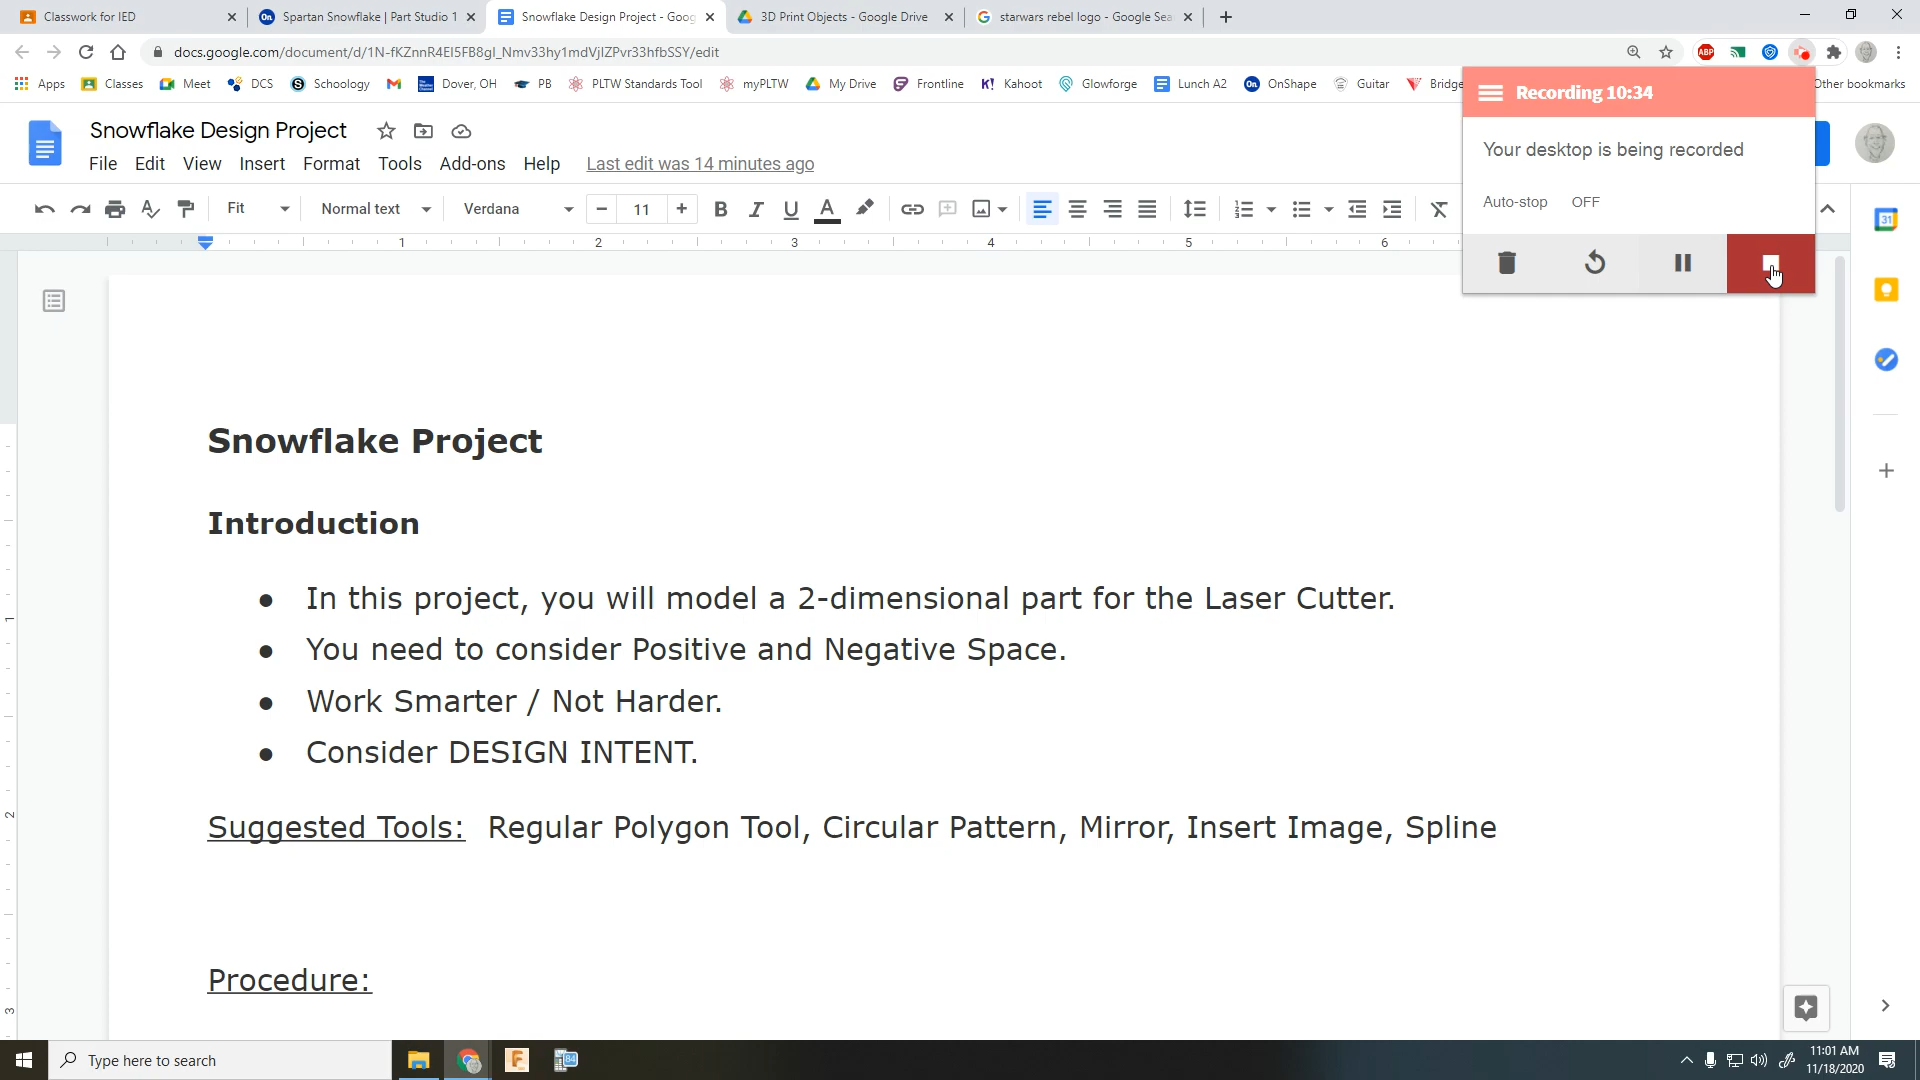 Classwork for IED
Spartan Snowflake | Part Studio 1
Snowflake Design Project - Goog
3D Print Objects - Google Drive
starwars rebel logo - Google Sea
docs.google.com/document/d/1N-fKZnnR4EI5FB8gI_Nmv33hy1mdVjIZPvr33hfbSSY/edit
Apps Classes Meet DCS Schoology Dover, OH PB PLTW Standards Tool myPLTW My Drive Frontline Kahoot Glowforge Lunch A2 OnShape Guitar Bridge Other bookmarks
Recording 10:34
Your desktop is being recorded
Auto-stop OFF
Snowflake Design Project
File Edit View Insert Format Tools Add-ons Help Last edit was 14 minutes ago
Fit Normal text Verdana 11
1 2 3 4 5 6
Snowflake Project
Introduction
● In this project, you will model a 2-dimensional part for the Laser Cutter.
● You need to consider Positive and Negative Space.
● Work Smarter / Not Harder.
● Consider DESIGN INTENT.
Suggested Tools: Regular Polygon Tool, Circular Pattern, Mirror, Insert Image, Spline
Procedure:
Type here to search
11:01 AM
11/18/2020